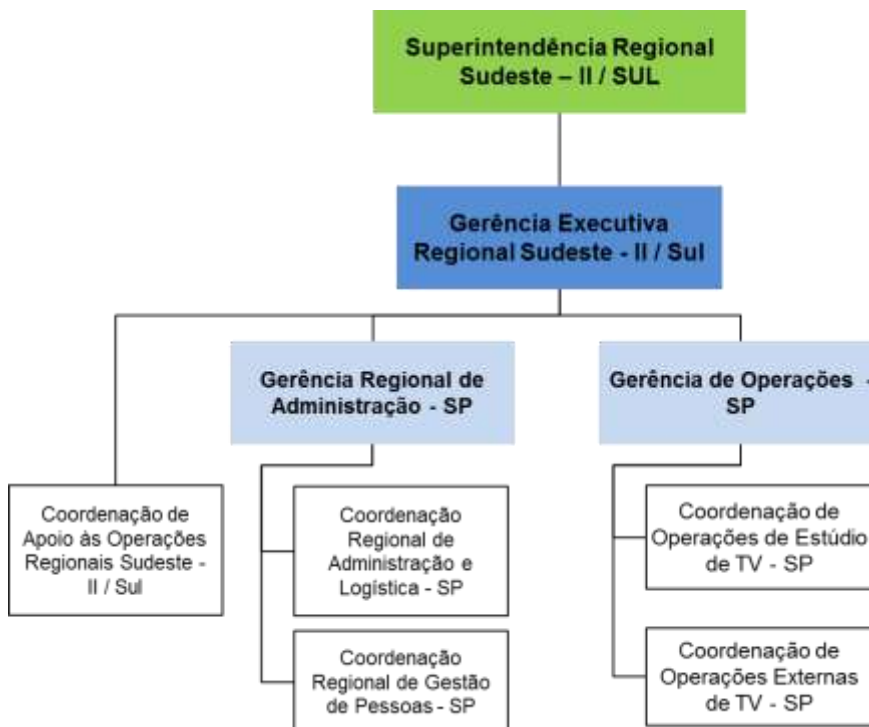 Superintendência Regional
Sudeste – II / SUL
Gerência Executiva
Regional Sudeste - II / Sul
Gerência Regional de
Administração - SP
Gerência de Operações -
SP
Coordenação de
Apoio às Operações
Regionais Sudeste -
II / Sul
Coordenação
Regional de
Administração e
Logística - SP
Coordenação de
Operações de Estúdio
de TV - SP
Coordenação
Regional de Gestão
de Pessoas - SP
Coordenação de
Operações Externas
de TV - SP